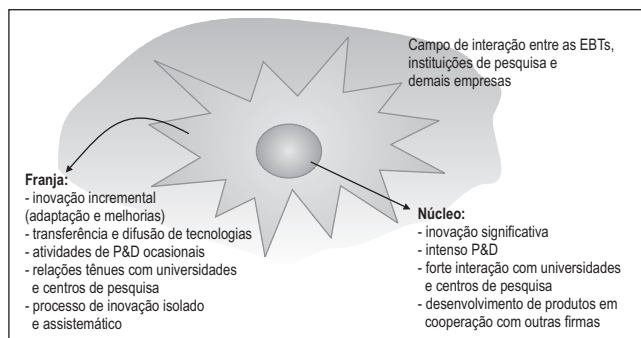 Campo de interação entre as EBTs,
instituições de pesquisa e
demais empresas
Franja:
- inovação incremental
(adaptação e melhorias)
- transferência e difusão de tecnologias
- atividades de P&D ocasionais
- relações tênues com universidades
e centros de pesquisa
- processo de inovação isolado
e assistemático
Núcleo:
- inovação significativa
- intenso P&D
- forte interação com universidades
e centros de pesquisa
- desenvolvimento de produtos em
cooperação com outras firmas